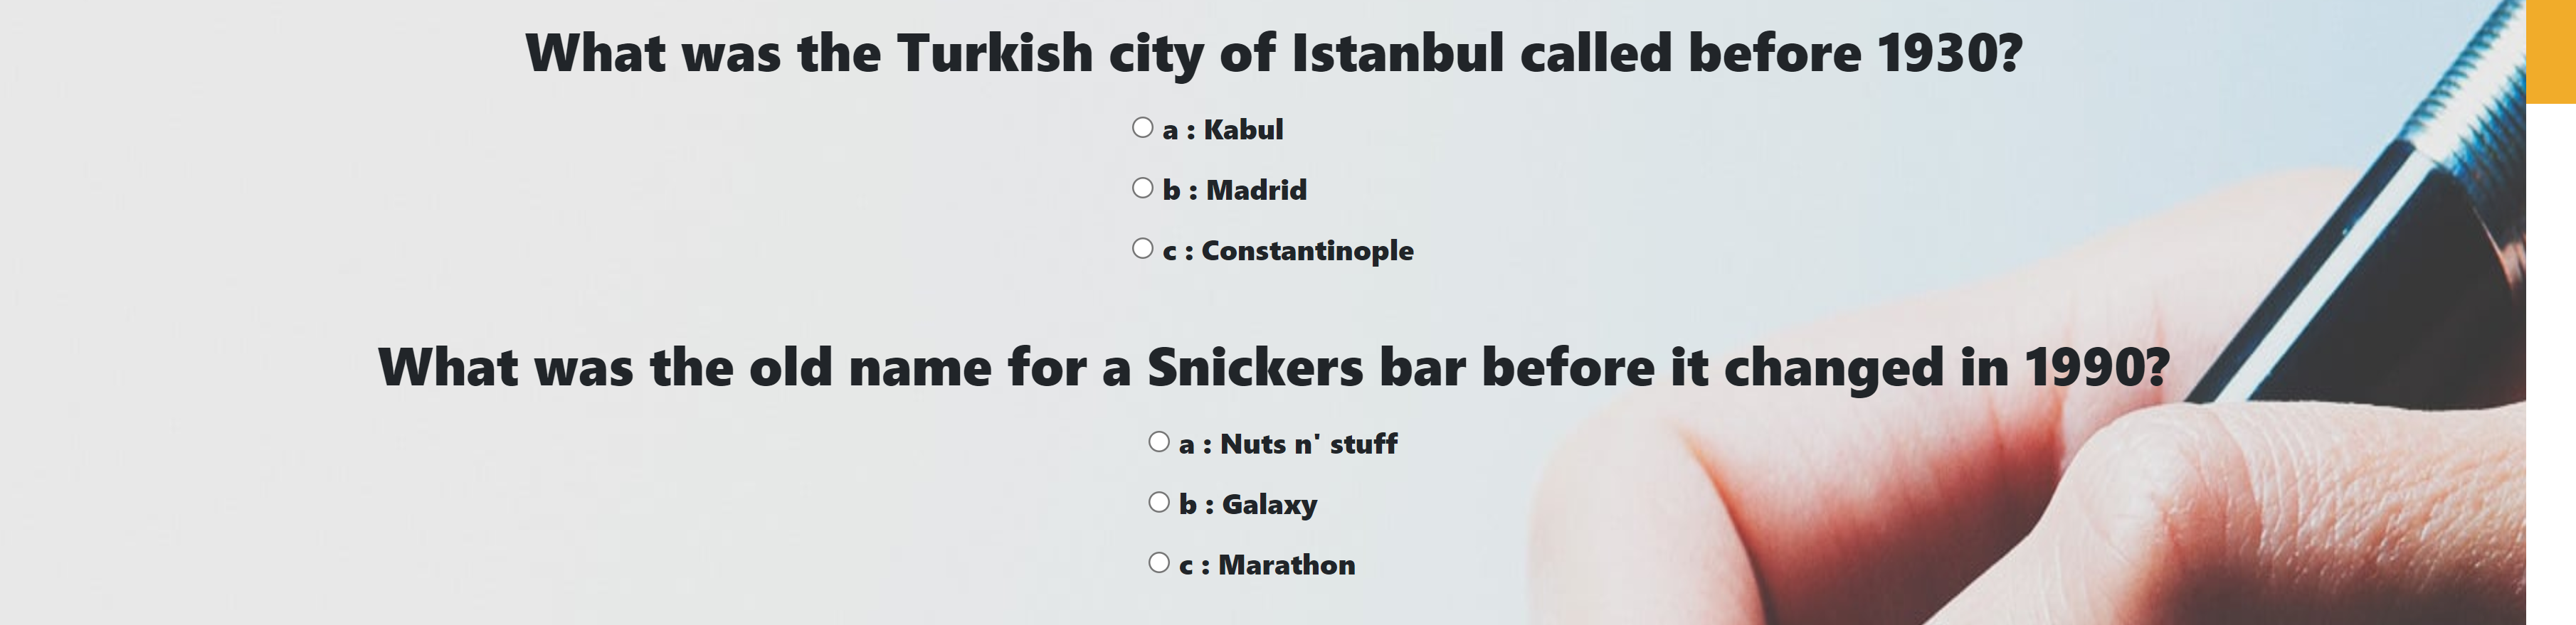 What was the Turkish city of Istanbul called before 1930?
a : Kabul
b : Madrid
c : Constantinople
What was the old name for a Snickers bar before it changed in 1990?
a : Nuts n' stuff
b : Galaxy
c : Marathon